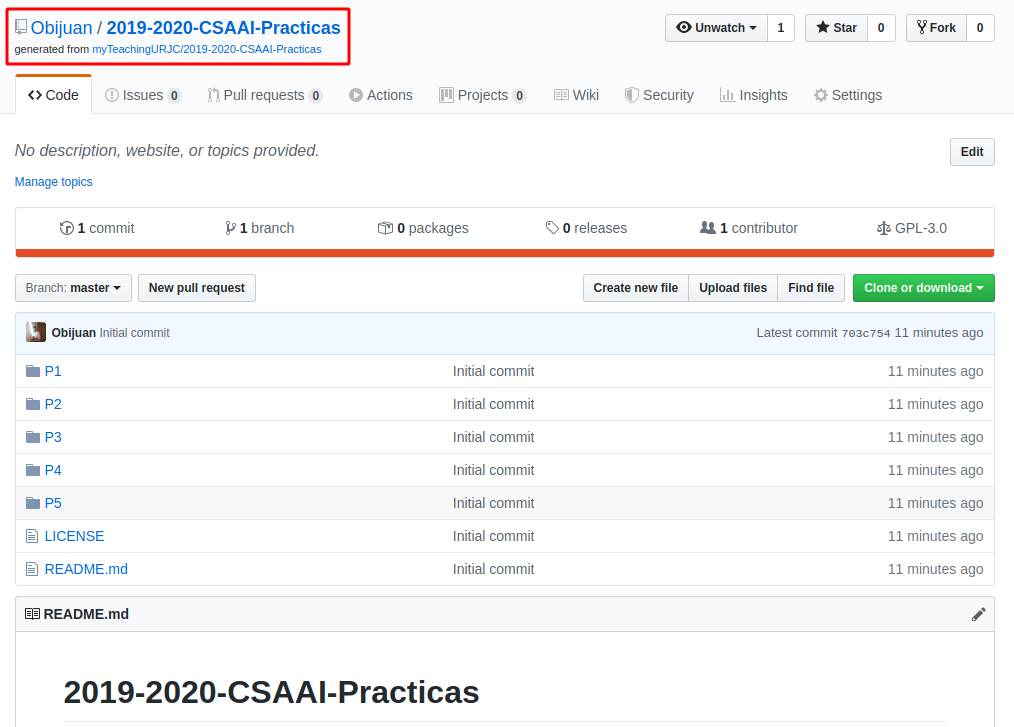 Obijuan / 2019-2020-CSAAI-Practicas
generated from myTeachingURJC/2019-2020-CSAAI-Practicas
Unwatch 1 Star 0 Fork 0
Code Issues 0 Pull requests 0 Actions Projects 0 Wiki Security Insights Settings
No description, website, or topics provided. Edit
Manage topics
1 commit 1 branch 0 packages 0 releases 1 contributor GPL-3.0
Branch: master New pull request Create new file Upload files Find file Clone or download
Obijuan Initial commit Latest commit 703c754 11 minutes ago
P1 Initial commit 11 minutes ago
P2 Initial commit 11 minutes ago
P3 Initial commit 11 minutes ago
P4 Initial commit 11 minutes ago
P5 Initial commit 11 minutes ago
LICENSE Initial commit 11 minutes ago
README.md Initial commit 11 minutes ago
README.md
2019-2020-CSAAI-Practicas